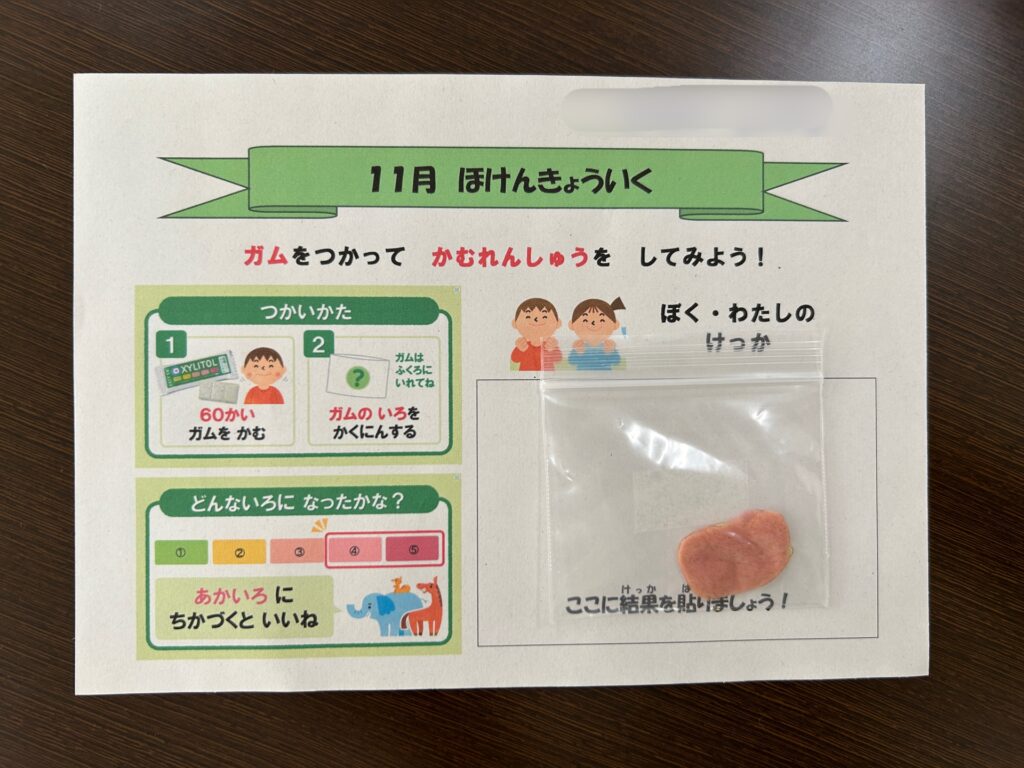 11月 ほけんきょういく
ガムをつかって かむれんしゅうを してみよう！
つかいかた
1
XYLITOL
60かい
ガムを かむ
2
?
ガムは
ふくろに
いれてね
ガムの いろを
かくにんする
どんないろに なったかな？
① ② ③ ④ ⑤
あかいろ に
ちかづくと いいね
ぼく・わたしの
けっか
けっか は
ここに結果を貼りましょう！